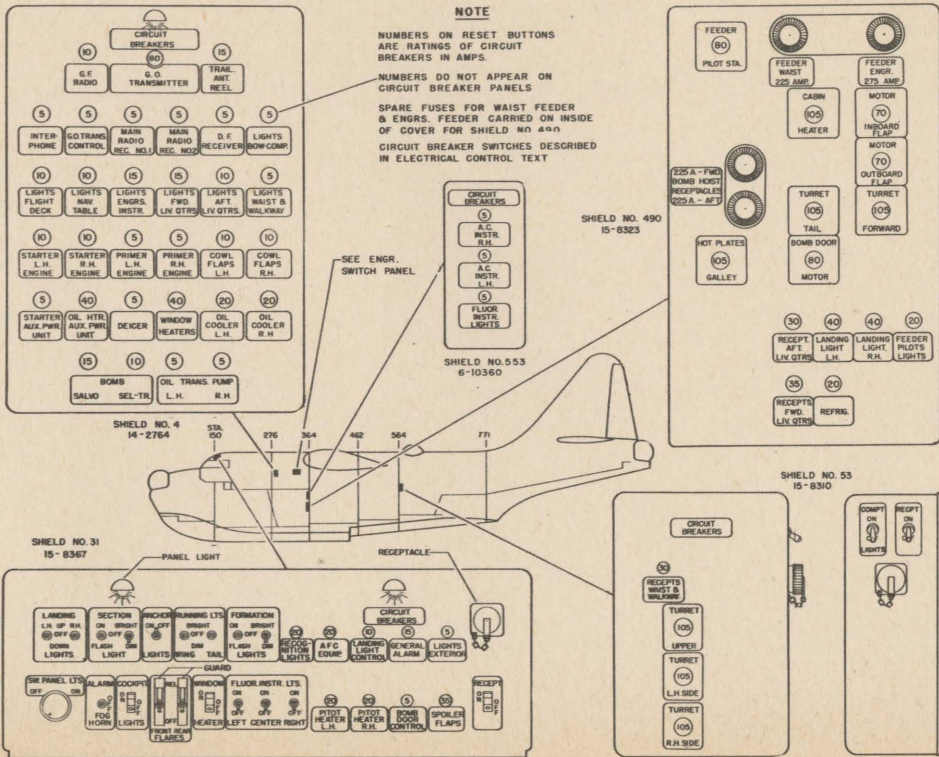 NOTE
NUMBERS ON RESET BUTTONS
ARE RATINGS OF CIRCUIT
BREAKERS IN AMPS.
NUMBERS DO NOT APPEAR ON
CIRCUIT BREAKER PANELS
SPARE FUSES FOR WAIST FEEDER
& ENGRS. FEEDER CARRIED ON INSIDE
OF COVER FOR SHIELD NO 490
CIRCUIT BREAKER SWITCHES DESCRIBED
IN ELECTRICAL CONTROL TEXT
CIRCUIT
BREAKERS
10 80 15
G.F. RADIO
G.O. TRANSMITTER
TRAIL. ANT. REEL
5 5 5 5 5 5
INTER-PHONE
G.O.TRANS. CONTROL
MAIN RADIO REC. NO.1
MAIN RADIO REC. NO2
D.F. RECEIVER
LIGHTS BOW COMP.
10 10 15 15 10 5
LIGHTS FLIGHT DECK
LIGHTS NAV. TABLE
LIGHTS ENGRS. INSTR.
LIGHTS FWD. LIV. QTRS
LIGHTS AFT. LIV. QTRS.
LIGHTS WAIST & WALKWAY
10 10 5 5 10 10
STARTER L.H. ENGINE
STARTER R.H. ENGINE
PRIMER L.H. ENGINE
PRIMER R.H. ENGINE
COWL FLAPS L.H.
COWL FLAPS R.H.
5 40 5 40 20 20
STARTER AUX. PWR. UNIT
OIL HTR. AUX. PWR. UNIT
DEICER
WINDOW HEATERS
OIL COOLER L.H.
OIL COOLER R.H
15 10 5 5
BOMB
SALVO SEL-TR.
OIL TRANS. PUMP
L.H. R.H.
SHIELD NO. 4
14-2764
SEE ENGR.
SWITCH PANEL
CIRCUIT
BREAKERS
5
A.C. INSTR. R.H.
5
A.C. INSTR. L.H.
5
FLUOR. INSTR. LIGHTS
SHIELD NO. 553
6-10360
FEEDER
80
PILOT STA.
FEEDER
WAIST
225 AMP.
FEEDER
ENGR.
275 AMP.
CABIN
105
HEATER
MOTOR
70
INBOARD
FLAP
MOTOR
70
OUTBOARD
FLAP
225 A.-FWD
BOMB HOIST
RECEPTACLES
225 A.-AFT
TURRET
105
TAIL
TURRET
105
FORWARD
HOT PLATES
105
GALLEY
BOMB DOOR
80
MOTOR
30 40 40 20
RECEPT. AFT. LIV. QTRS
LANDING LIGHT L.H.
LANDING LIGHT. R.H.
FEEDER PILOTS LIGHTS
35 20
RECEPTS. FWD. LIV. QTRS
REFRIG.
SHIELD NO. 490
15-8323
STA.
150 276 364 462 564 771
SHIELD NO. 31
15-8367
PANEL LIGHT
RECEPTACLE
CIRCUIT
BREAKERS
LANDING
L.H. UP R.H.
OFF
DOWN
LIGHTS
SECTION
ON BRIGHT
OFF
FLASH DIM
LIGHT
ANCHOR
ON OFF
LIGHTS
RUNNING LTS
BRIGHT
OFF
DIM
WING TAIL
FORMATION
ON BRIGHT
OFF
FLASH DIM
LIGHTS
20 20 10 15 5
RECOG-NITION LIGHTS
AFC EQUIP.
LANDING LIGHT CONTROL
GENERAL ALARM
LIGHTS EXTERIOR
SW. PANEL LTS
OFF ON
ALARM
ON OFF
FOG HORN
COCKPIT
ON OFF
LIGHTS
GUARD
REL.
OFF
FRONT REAR
FLARES
WINDOW
ON OFF
HEATER
FLUOR. INSTR. LTS.
ON ON ON
OFF OFF OFF
LEFT CENTER RIGHT
20 20 5 35
PITOT HEATER L.H.
PITOT HEATER R.H.
BOMB DOOR CONTROL
SPOILER FLAPS
RECEPT.
ON OFF
SHIELD NO. 53
15-8310
CIRCUIT
BREAKERS
30
RECEPTS WAIST & WALKWAY
TURRET
105
UPPER
TURRET
105
L.H. SIDE
TURRET
105
R.H. SIDE
COMPT
ON
LIGHTS
RECPT
ON